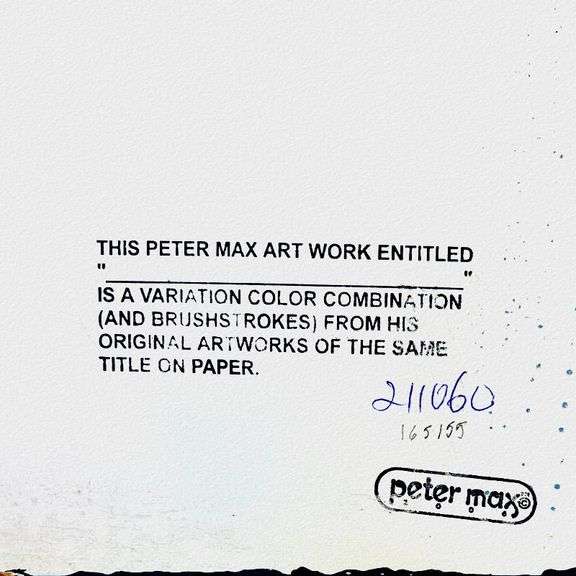 THIS PETER MAX ART WORK ENTITLED
" ____________________ "
IS A VARIATION COLOR COMBINATION
(AND BRUSHSTROKES) FROM HIS
ORIGINAL ARTWORKS OF THE SAME
TITLE ON PAPER.
211060
165155
peter max ©